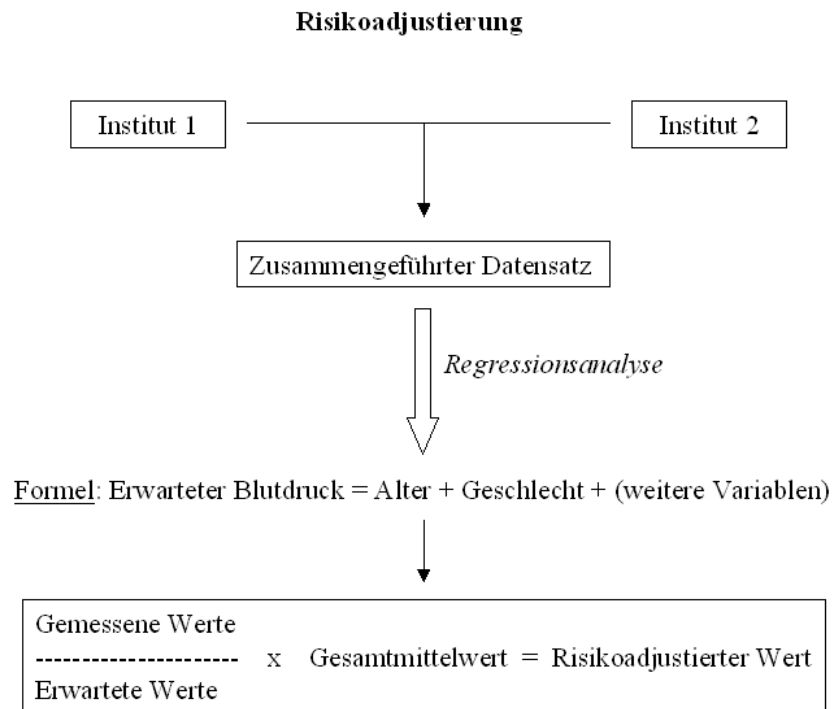 Risikoadjustierung
Institut 1
Institut 2
Zusammengeführter Datensatz
Regressionsanalyse
Formel: Erwarteter Blutdruck = Alter + Geschlecht + (weitere Variablen)
Gemessene Werte
--------------------- x Gesamtmittelwert = Risikoadjustierter Wert
Erwartete Werte